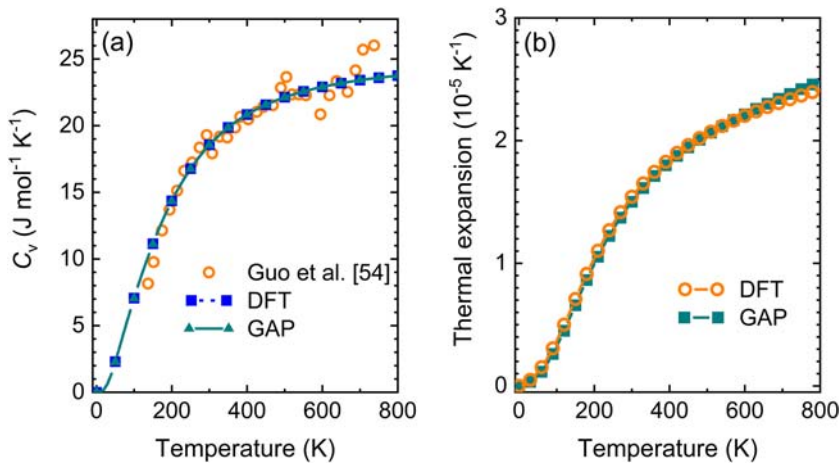 (a)
30
25
20
15
10
5
0
C_v (J mol⁻¹ K⁻¹)
Guo et al. [54]
DFT
GAP
0 200 400 600 800
Temperature (K)
(b)
3
2
1
0
Thermal expansion (10⁻⁵ K⁻¹)
DFT
GAP
0 200 400 600 800
Temperature (K)